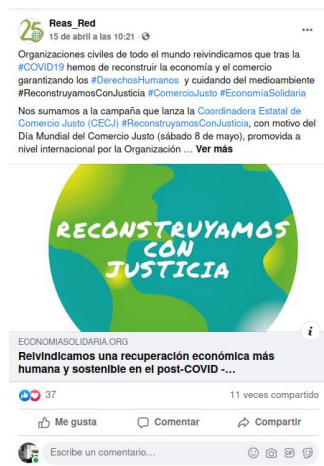 25
Reas_Red
15 de abril a las 10:21 ·
Organizaciones civiles de todo el mundo reivindicamos que tras la
#COVID19 hemos de reconstruir la economía y el comercio
garantizando los #DerechosHumanos y cuidando del medioambiente
#ReconstruyamosConJusticia #ComercioJusto #EconomiaSolidaria
Nos sumamos a la campaña que lanza la Coordinadora Estatal de
Comercio Justo (CECJ) #ReconstruyamosConJusticia, con motivo del
Día Mundial del Comercio Justo (sábado 8 de mayo), promovida a
nivel internacional por la Organización ... Ver más
RECONSTRUYAMOS
CON
JUSTICIA
i
ECONOMIASOLIDARIA.ORG
Reivindicamos una recuperación económica más
humana y sostenible en el post-COVID -...
37
11 veces compartido
Me gusta
Comentar
Compartir
Escribe un comentario...
GIF